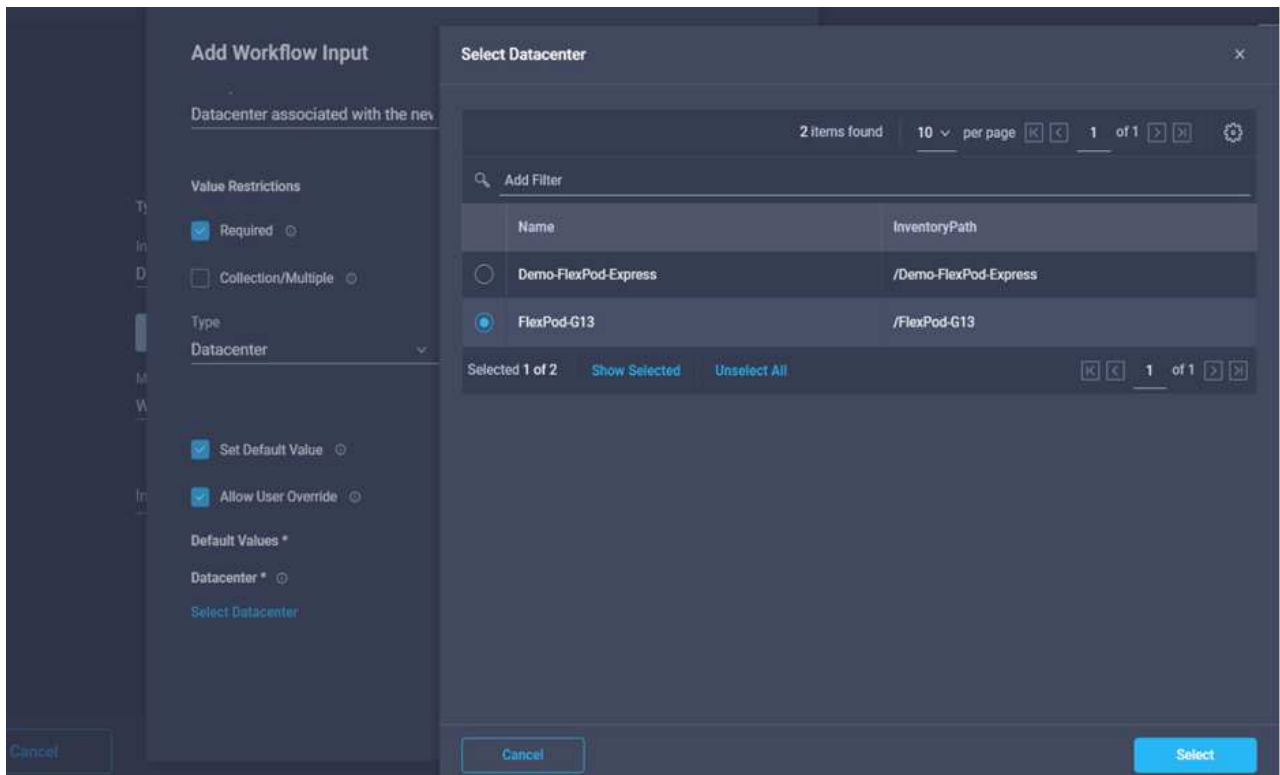 Add Workflow Input
Datacenter associated with the nev
Value Restrictions
Required
Collection/Multiple
Type
Datacenter
Set Default Value
Allow User Override
Default Values *
Datacenter *
Select Datacenter
Cancel
Select Datacenter
2 items found 10 per page 1 of 1
Add Filter
Name InventoryPath
Demo-FlexPod-Express /Demo-FlexPod-Express
FlexPod-G13 /FlexPod-G13
Selected 1 of 2 Show Selected Unselect All 1 of 1
Cancel Select